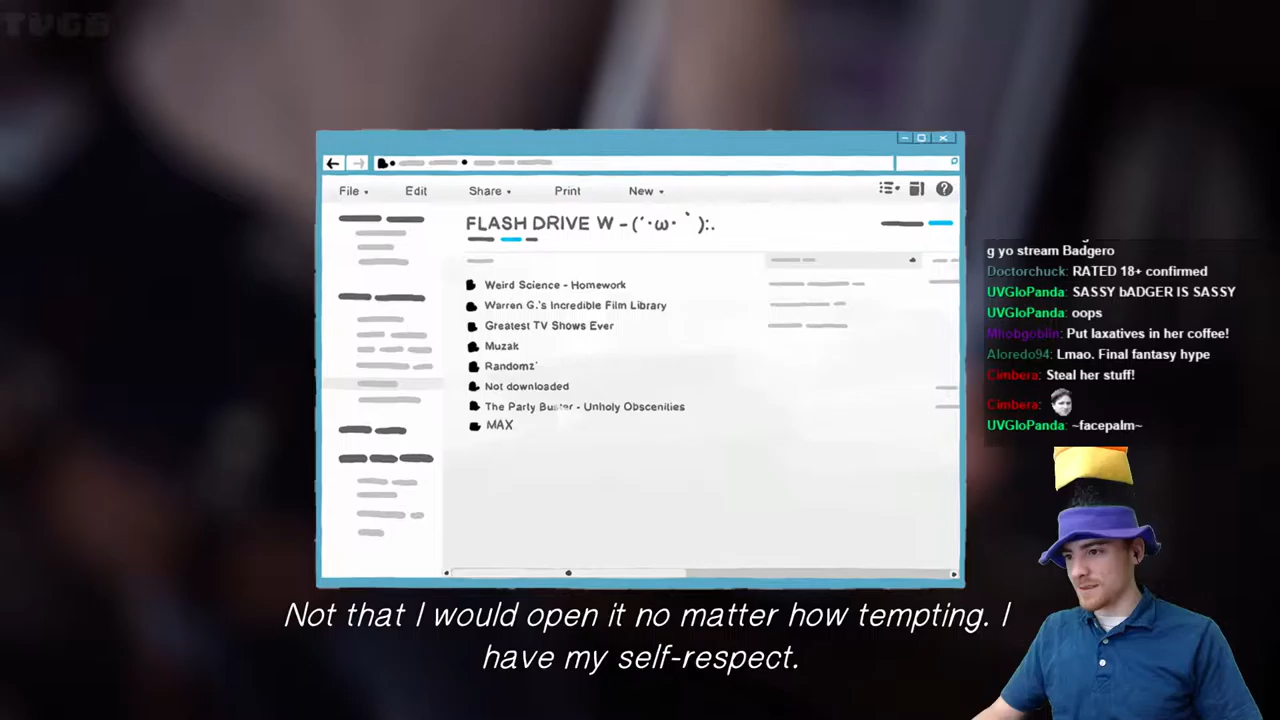 TVGB
File
Edit
Share
Print
New
FLASH DRIVE W - (´·ω·`):.
Weird Science - Homework
Warren G.'s Incredible Film Library
Greatest TV Shows Ever
Muzak
Randomz'
Not downloaded
The Party Buster - Unholy Obscenities
MAX
Not that I would open it no matter how tempting. I
have my self-respect.
g yo stream Badgero
Doctorchuck: RATED 18+ confirmed
UVGloPanda: SASSY bADGER IS SASSY
UVGloPanda: oops
Mhobgoblin: Put laxatives in her coffee!
Aloredo94: Lmao. Final fantasy hype
Cimbera: Steal her stuff!
Cimbera:
UVGloPanda: ~facepalm~